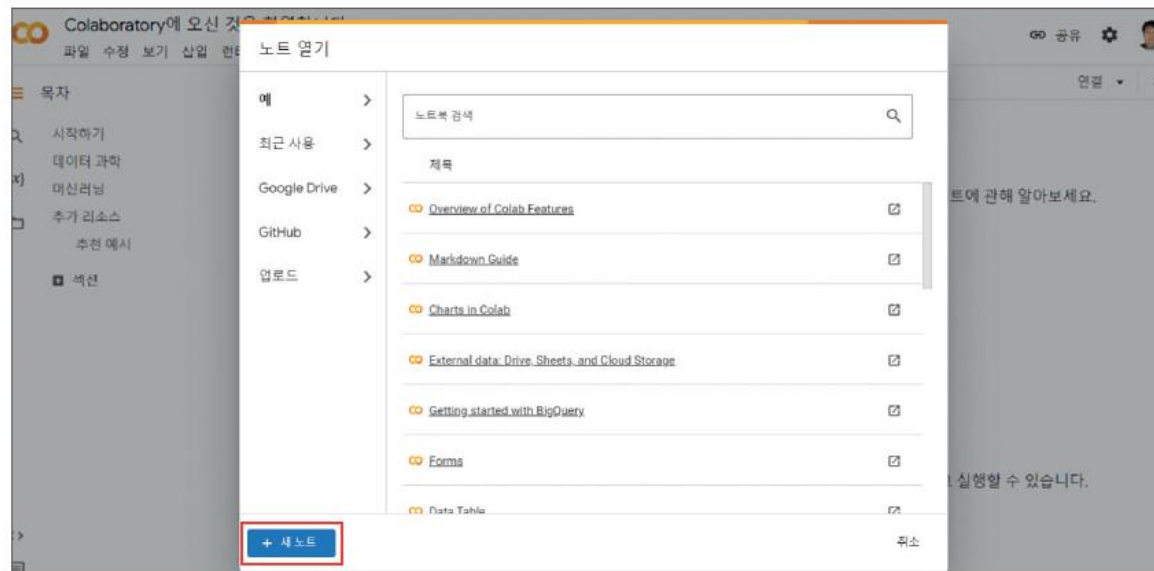 Colaboratory에 오신 것을 환영합니다
파일 수정 보기 삽입 런타
공유
연결
목차
시작하기
데이터 과학
머신러닝
추가 리소스
추천 예시
섹션
노트 열기
예
최근 사용
Google Drive
GitHub
업로드
노트북 검색
제목
Overview of Colab Features
Markdown Guide
Charts in Colab
External data: Drive, Sheets, and Cloud Storage
Getting started with BigQuery
Forms
Data Table
+ 새 노트
취소
트에 관해 알아보세요.
실행할 수 있습니다.